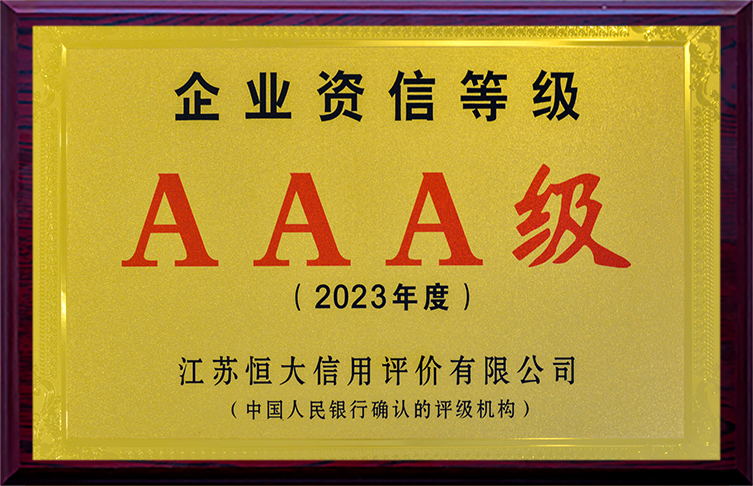 企业资信等级
AAA级
（2023年度）
江苏恒大信用评价有限公司
（中国人民银行确认的评级机构）